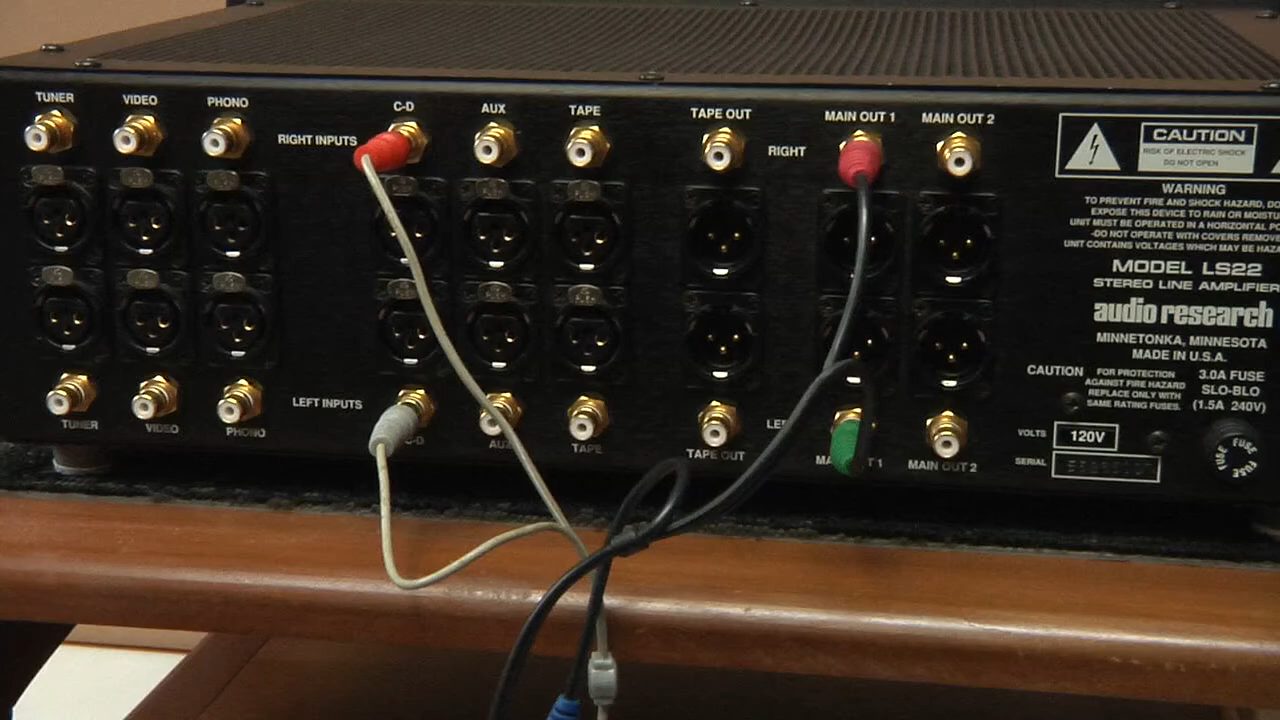 TUNER
VIDEO
PHONO
RIGHT INPUTS
C-D
AUX
TAPE
TAPE OUT
RIGHT
MAIN OUT 1
MAIN OUT 2
CAUTION
RISK OF ELECTRIC SHOCK
DO NOT OPEN
WARNING
TO PREVENT FIRE AND SHOCK HAZARD, DO
EXPOSE THIS DEVICE TO RAIN OR MOISTU
UNIT MUST BE OPERATED IN A HORIZONTAL PO
-DO NOT OPERATE WITH COVERS REMOVE
UNIT CONTAINS VOLTAGES WHICH MAY BE HAZA
MODEL LS22
STEREO LINE AMPLIFIER
audio research
MINNETONKA, MINNESOTA
MADE IN U.S.A.
CAUTION
FOR PROTECTION
AGAINST FIRE HAZARD
REPLACE ONLY WITH
SAME RATING FUSES.
3.0A FUSE
SLO-BLO
(1.5A 240V)
VOLTS
120V
SERIAL
FUSE
FUSE
FUSE
LEFT INPUTS
TUNER
VIDEO
PHONO
C-D
AUX
TAPE
TAPE OUT
LE
MA T 1
MAIN OUT 2